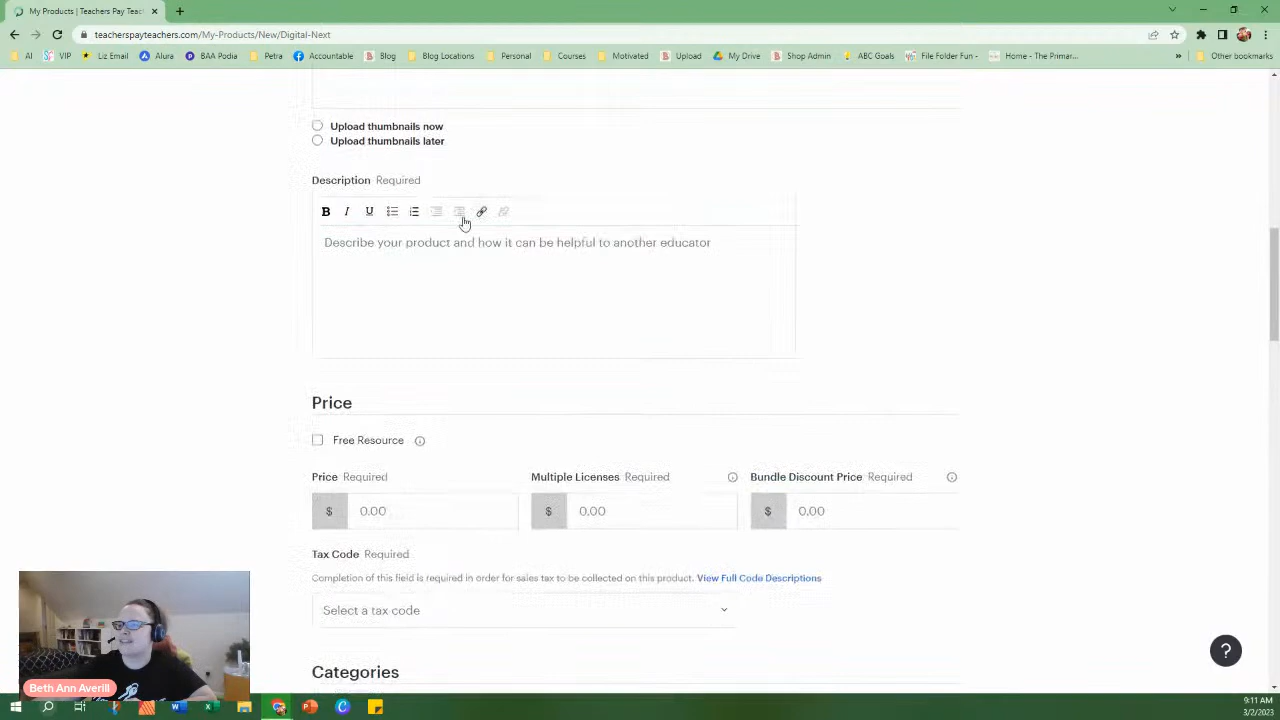 My Products | Teachers Pay Teac
teacherspayteachers.com/My-Products/New/Digital-Next
AI VIP Liz Email Alura BAA Podia Petra Accountable Blog Blog Locations Personal Courses Motivated Upload My Drive Shop Admin ABC Goals File Folder Fun - Home - The Primar... » Other bookmarks
Upload thumbnails now
Upload thumbnails later
Description Required
B I U
Describe your product and how it can be helpful to another educator
Price
Free Resource
Price Required Multiple Licenses Required Bundle Discount Price Required
$ 0.00 $ 0.00 $ 0.00
Tax Code Required
Completion of this field is required in order for sales tax to be collected on this product. View Full Code Descriptions
Select a tax code
Categories
?
Beth Ann Averill
9:11 AM
3/2/2023